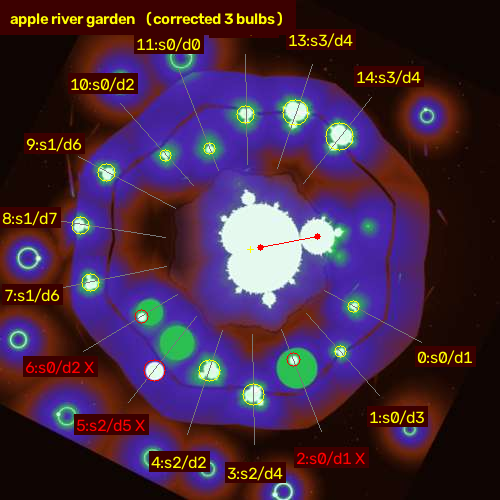 apple river garden （corrected 3 bulbs）
11:s0/d0
13:s3/d4
10:s0/d2
14:s3/d4
9:s1/d6
8:s1/d7
7:s1/d6
0:s0/d1
6:s0/d2 X
1:s0/d3
5:s2/d5 X
4:s2/d2
2:s0/d1 X
3:s2/d4